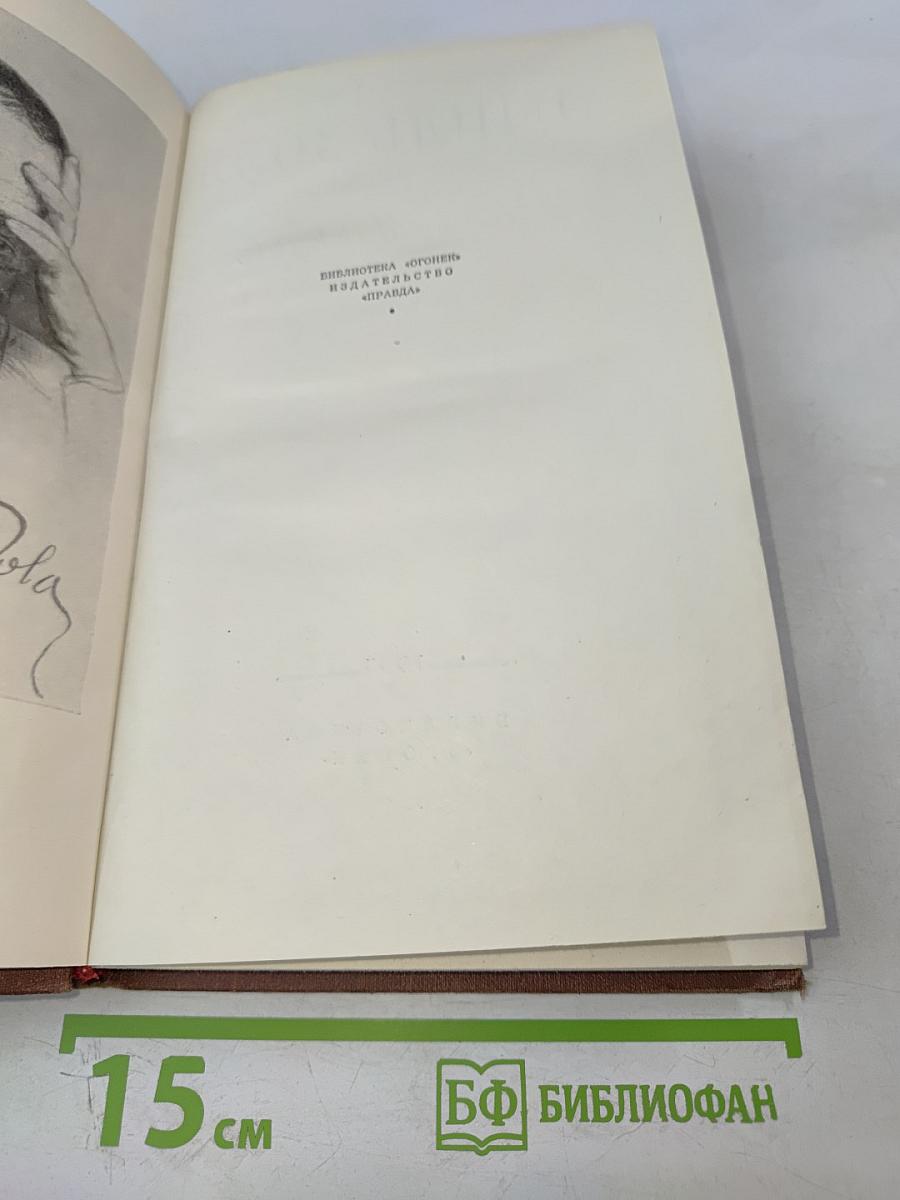 БИБЛИОТЕКА «ОГОНЕК»
ИЗДАТЕЛЬСТВО
«ПРАВДА»
15 см
БФ БИБЛИОФАН